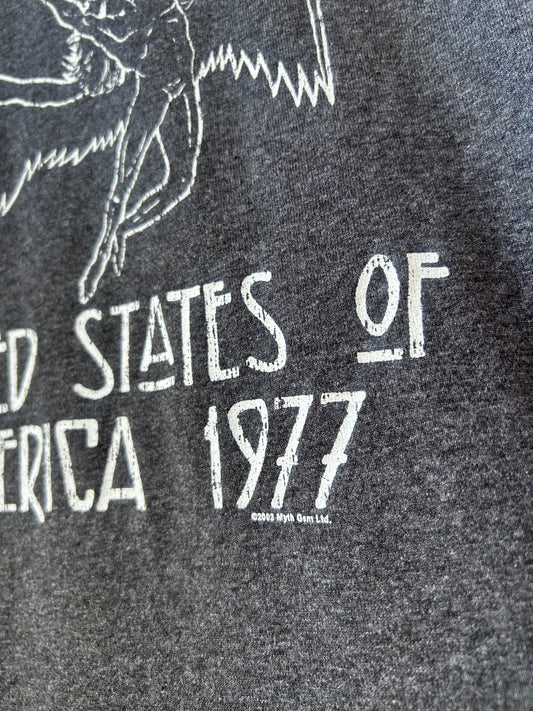 ED STATES OF
ERICA 1977
©2003 Myth Gem Ltd.